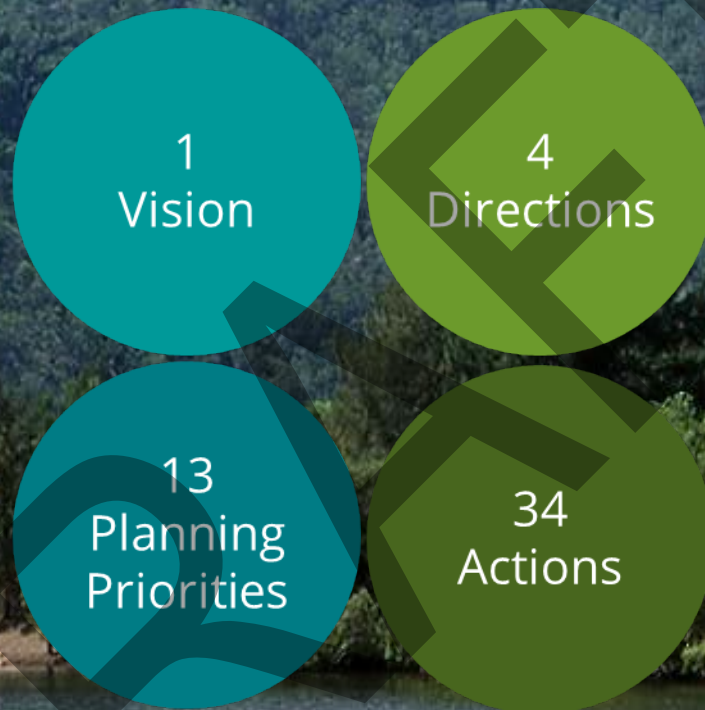 1
Vision
4
Directions
13
Planning
Priorities
34
Actions